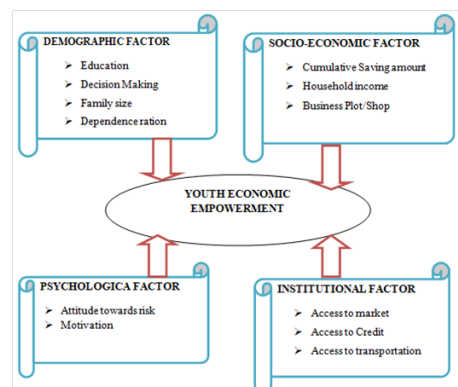 DEMOGRAPHIC FACTOR
➢ Education
➢ Decision Making
➢ Family size
➢ Dependence ration
SOCIO-ECONOMIC FACTOR
➢ Cumulative Saving amount
➢ Household income
➢ Business Plot/Shop
YOUTH ECONOMIC
EMPOWERMENT
PSYCHOLOGICA FACTOR
➢ Attitude towards risk
➢ Motivation
INSTITUTIONAL FACTOR
➢ Access to market
➢ Access to Credit
➢ Access to transportation